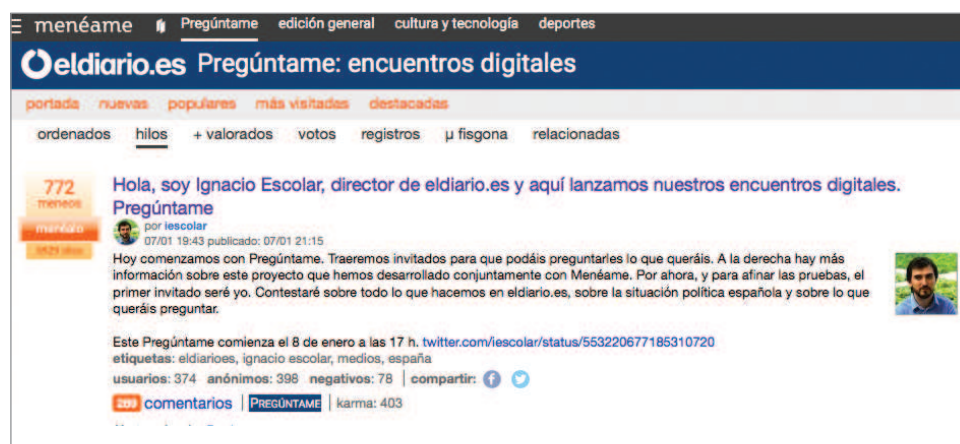 menéame Pregúntame edición general cultura y tecnología deportes
eldiario.es Pregúntame: encuentros digitales
portada nuevas populares más visitadas destacadas
ordenados hilos + valorados votos registros µ fisgona relacionadas
772
meneos
menéalo
Hola, soy Ignacio Escolar, director de eldiario.es y aquí lanzamos nuestros encuentros digitales.
Pregúntame
por iescolar
07/01 19:43 publicado: 07/01 21:15
Hoy comenzamos con Pregúntame. Traeremos invitados para que podáis preguntarles lo que queráis. A la derecha hay más
información sobre este proyecto que hemos desarrollado conjuntamente con Menéame. Por ahora, y para afinar las pruebas, el
primer invitado seré yo. Contestaré sobre todo lo que hacemos en eldiario.es, sobre la situación política española y sobre lo que
queráis preguntar.
Este Pregúntame comienza el 8 de enero a las 17 h. twitter.com/iescolar/status/553220677185310720
etiquetas: eldiarioes, ignacio escolar, medios, españa
usuarios: 374 anónimos: 398 negativos: 78 | compartir:
comentarios | PREGÚNTAME | karma: 403